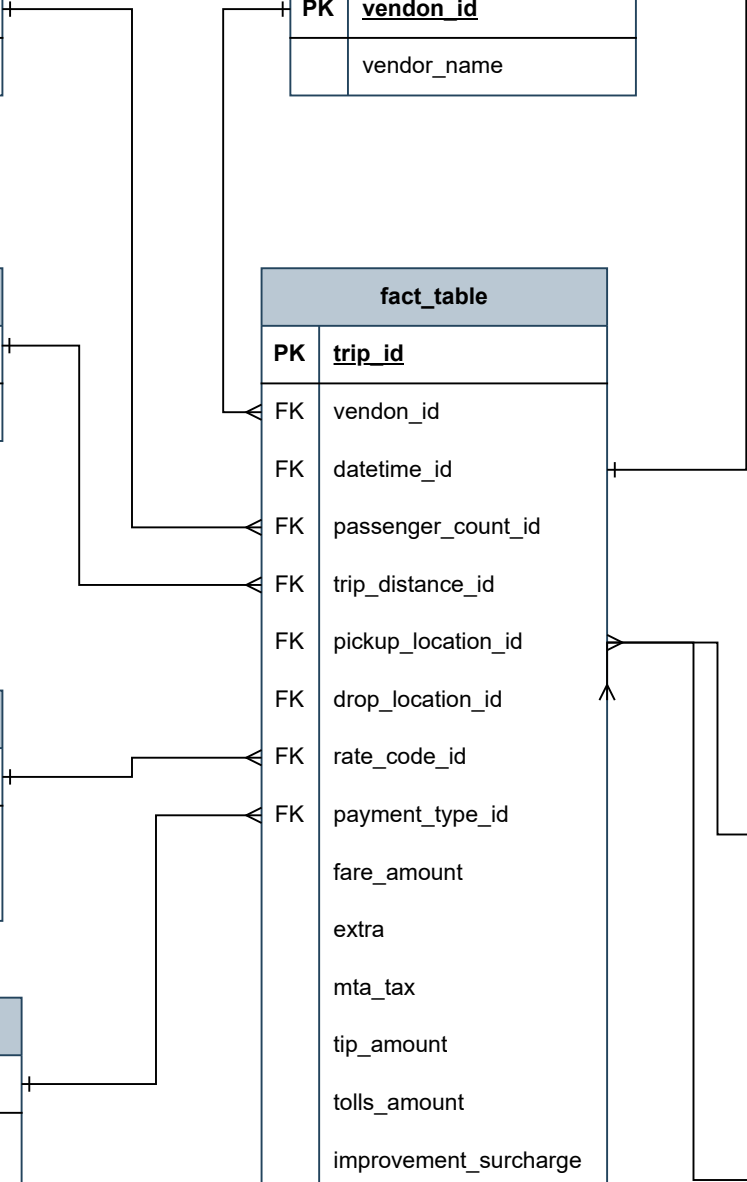 PK vendon_id
vendor_name
fact_table
PK trip_id
FK vendon_id
FK datetime_id
FK passenger_count_id
FK trip_distance_id
FK pickup_location_id
FK drop_location_id
FK rate_code_id
FK payment_type_id
fare_amount
extra
mta_tax
tip_amount
tolls_amount
improvement_surcharge